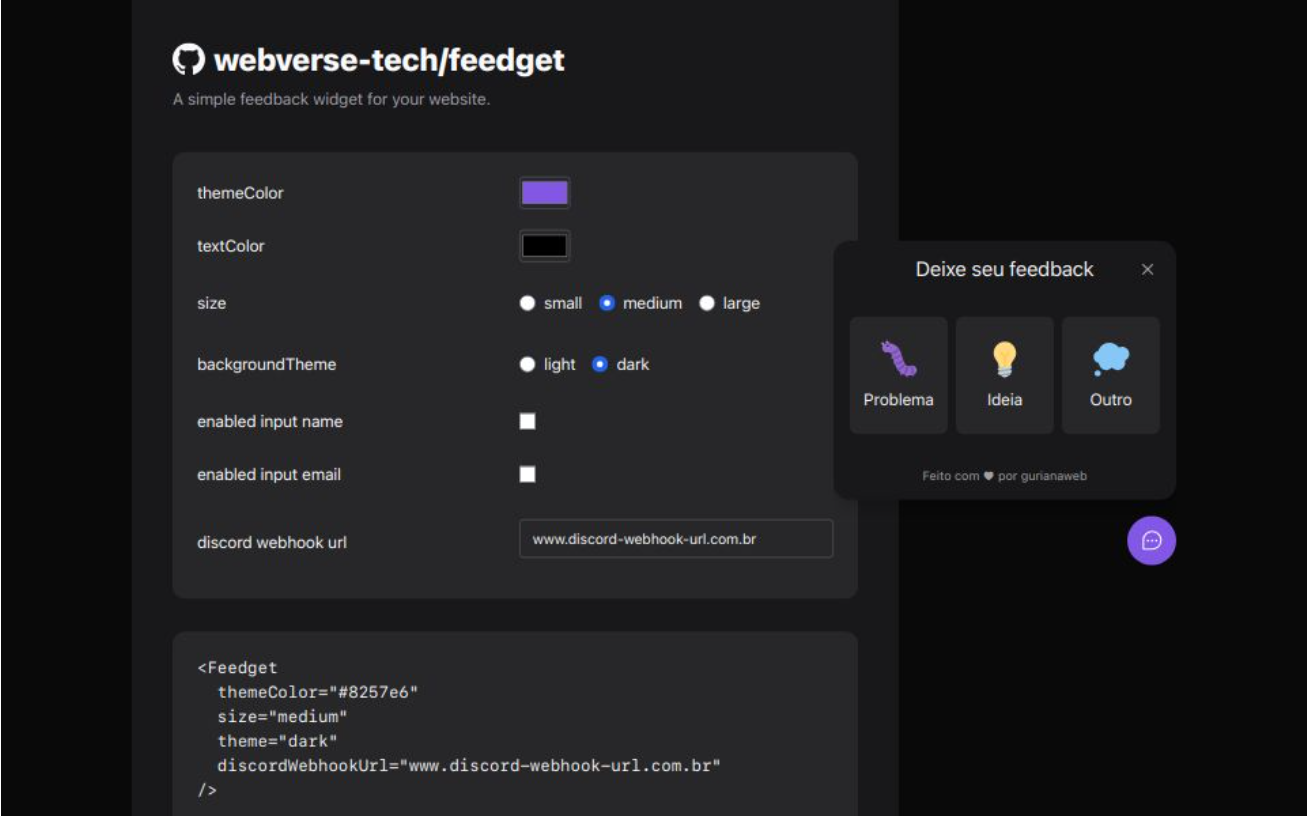 webverse-tech/feedget
A simple feedback widget for your website.
themeColor
textColor
size small medium large
backgroundTheme light dark
enabled input name
enabled input email
discord webhook url www.discord-webhook-url.com.br
<Feedget
themeColor="#8257e6"
size="medium"
theme="dark"
discordWebhookUrl="www.discord-webhook-url.com.br"
/>
Deixe seu feedback
Problema Ideia Outro
Feito com ♥ por gurianaweb